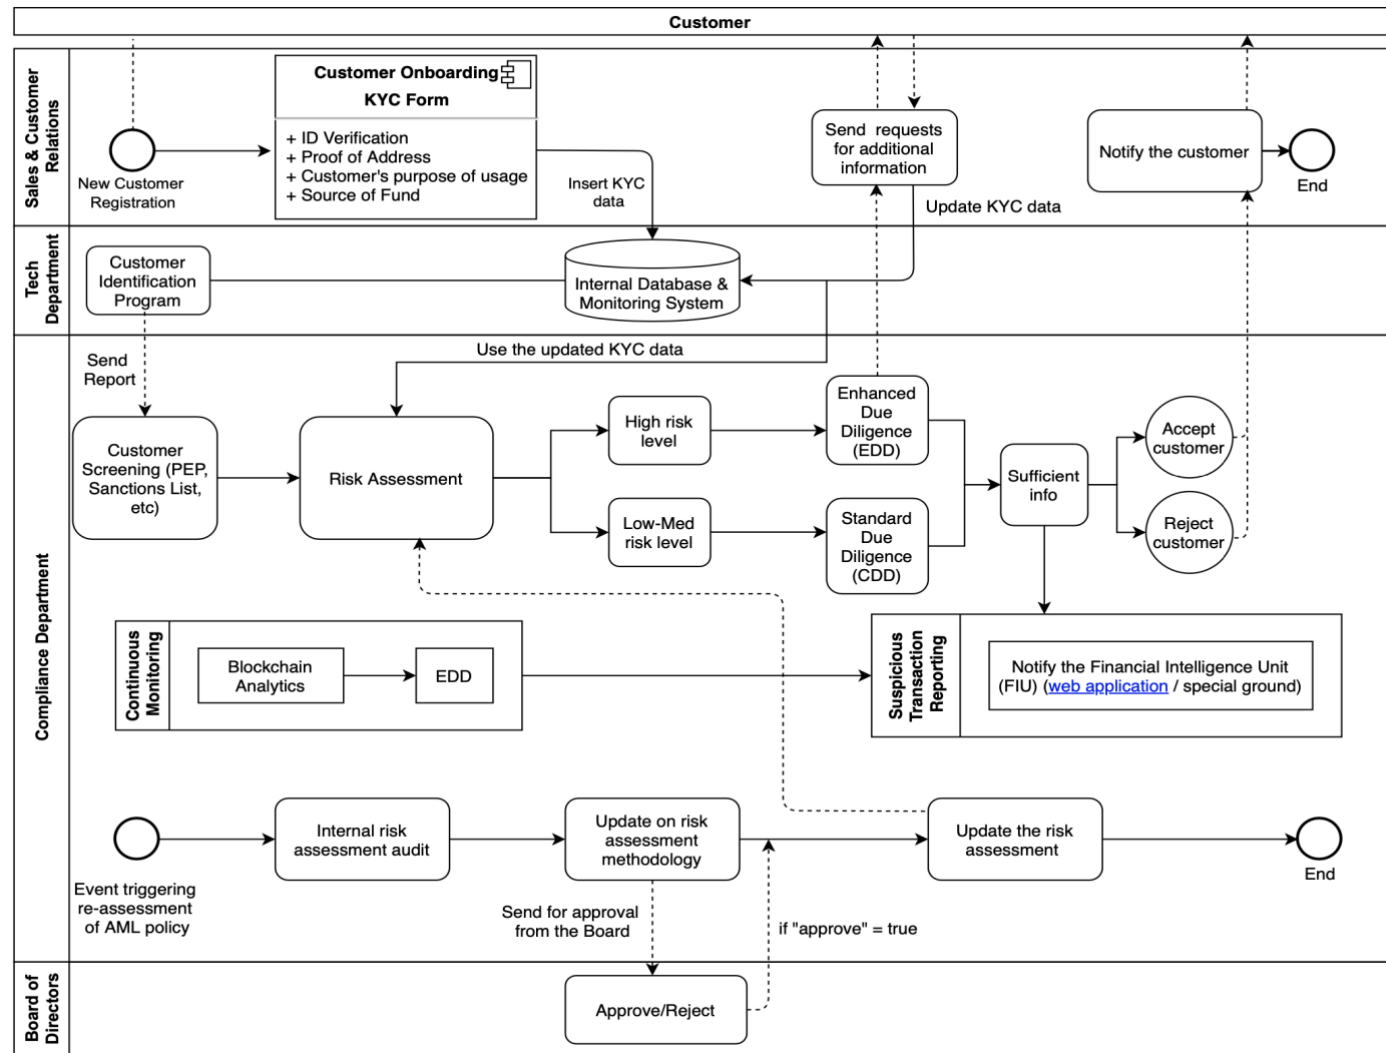 Customer
Sales & Customer
Relations
Customer Onboarding
KYC Form
+ ID Verification
+ Proof of Address
+ Customer's purpose of usage
+ Source of Fund
New Customer
Registration
Insert KYC
data
Send requests
for additional
information
Update KYC data
Notify the customer
End
Tech
Department
Customer
Identification
Program
Internal Database &
Monitoring System
Compliance Department
Send
Report
Use the updated KYC data
Customer
Screening (PEP,
Sanctions List,
etc)
Risk Assessment
High risk
level
Low-Med
risk level
Enhanced
Due
Diligence
(EDD)
Standard
Due
Diligence
(CDD)
Sufficient
info
Accept
customer
Reject
customer
Continuous
Monitoring
Blockchain
Analytics
EDD
Suspicious
Transaction
Reporting
Notify the Financial Intelligence Unit
(FIU) (web application / special ground)
Event triggering
re-assessment
of AML policy
Internal risk
assessment audit
Update on risk
assessment
methodology
Update the risk
assessment
End
Send for approval
from the Board
if "approve" = true
Board of
Directors
Approve/Reject